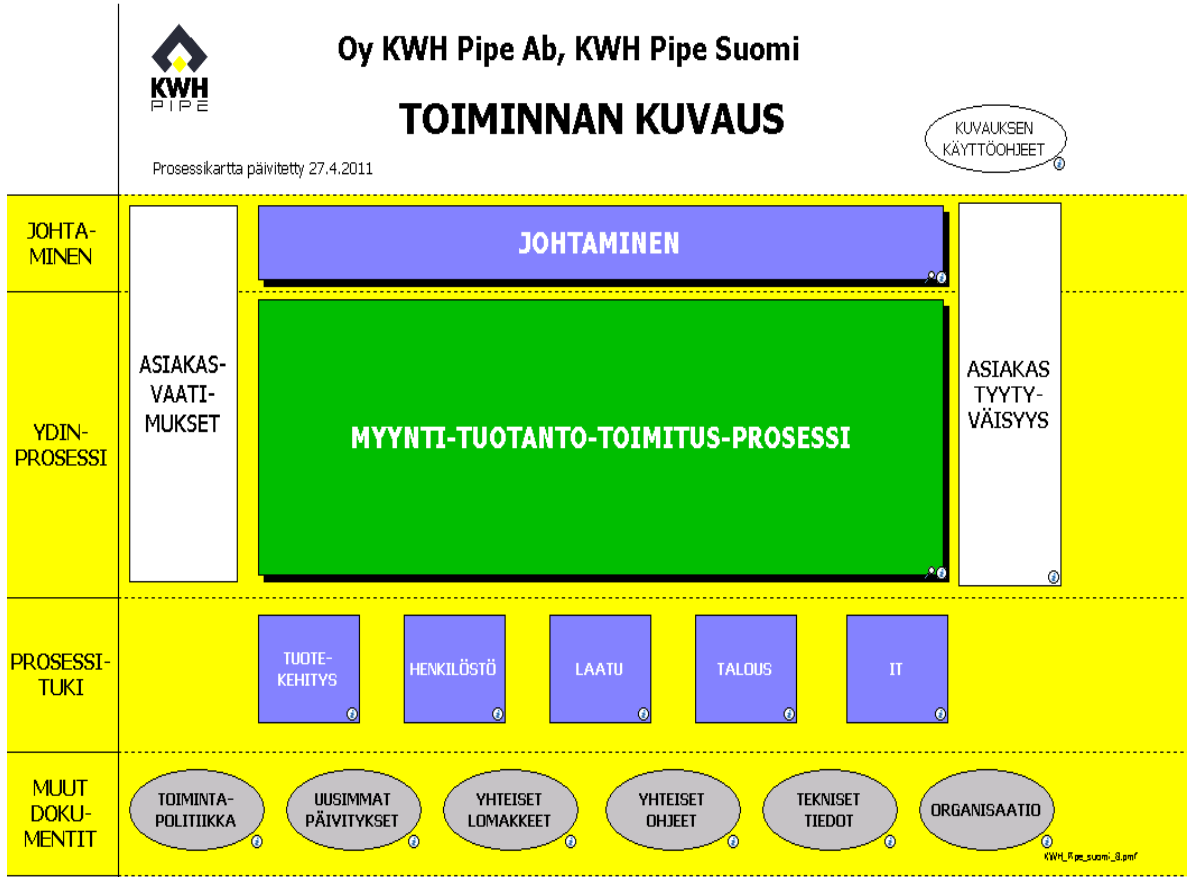 Oy KWH Pipe Ab, KWH Pipe Suomi
KWH
PIPE
TOIMINNAN KUVAUS
KUVAUKSEN
KÄYTTÖOHJEET
Prosessikartta päivitetty 27.4.2011
JOHTA-
MINEN
JOHTAMINEN
ASIAKAS-
VAATI-
MUKSET
ASIAKAS
TYYTY-
VÄISYYS
YDIN-
PROSESSI
MYYNTI-TUOTANTO-TOIMITUS-PROSESSI
PROSESSI-
TUKI
TUOTE-
KEHITYS
HENKILÖSTÖ
LAATU
TALOUS
IT
MUUT
DOKU-
MENTIT
TOIMINTA-
POLITIIKKA
UUSIMMAT
PÄIVITYKSET
YHTEISET
LOMAKKEET
YHTEISET
OHJEET
TEKNISET
TIEDOT
ORGANISAATIO